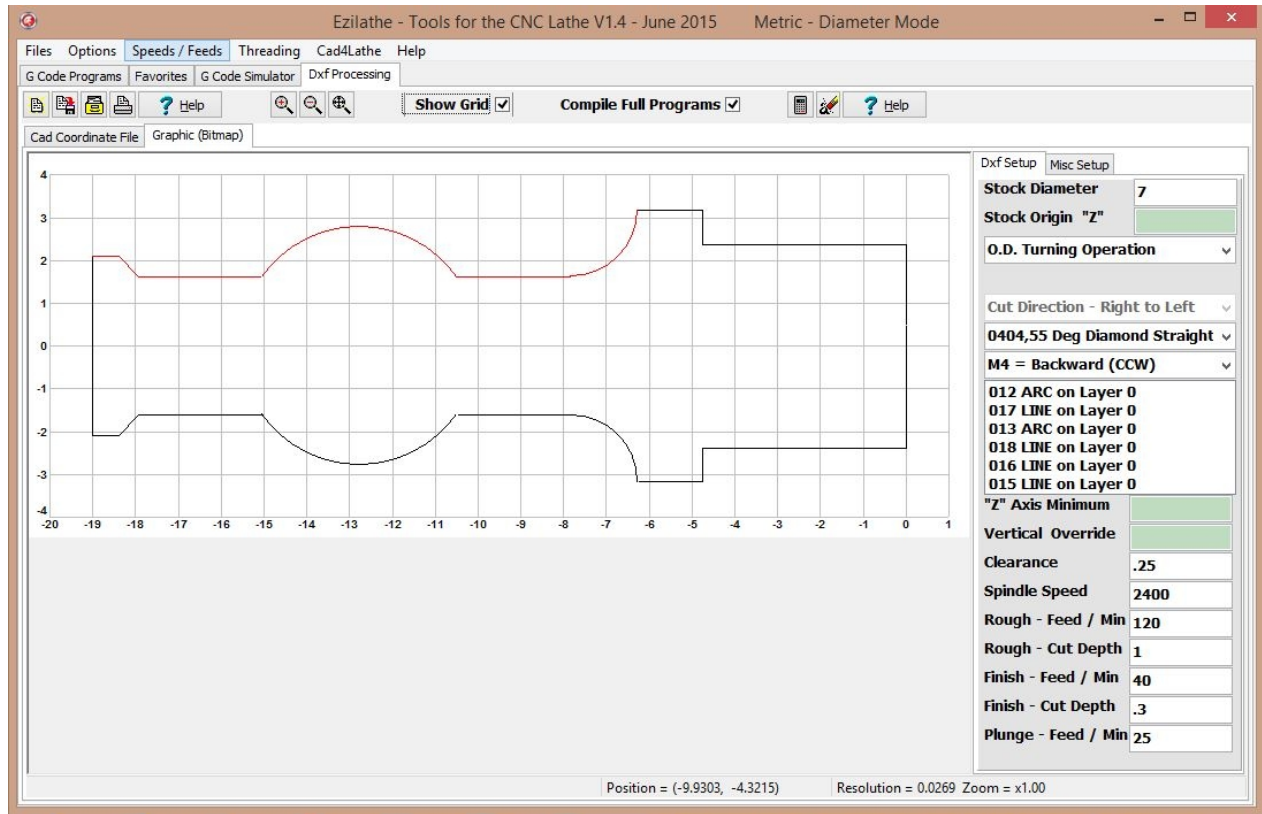 Ezilathe - Tools for the CNC Lathe V1.4 - June 2015 Metric - Diameter Mode
Files Options Speeds / Feeds Threading Cad4Lathe Help
G Code Programs Favorites G Code Simulator Dxf Processing
? Help Show Grid Compile Full Programs ? Help
Cad Coordinate File Graphic (Bitmap)
Dxf Setup Misc Setup
Stock Diameter 7
Stock Origin "Z"
O.D. Turning Operation
Cut Direction - Right to Left
0404,55 Deg Diamond Straight
M4 = Backward (CCW)
012 ARC on Layer 0
017 LINE on Layer 0
013 ARC on Layer 0
018 LINE on Layer 0
016 LINE on Layer 0
015 LINE on Layer 0
"Z" Axis Minimum
Vertical Override
Clearance .25
Spindle Speed 2400
Rough - Feed / Min 120
Rough - Cut Depth 1
Finish - Feed / Min 40
Finish - Cut Depth .3
Plunge - Feed / Min 25
4
3
2
1
0
-1
-2
-3
-4
-20 -19 -18 -17 -16 -15 -14 -13 -12 -11 -10 -9 -8 -7 -6 -5 -4 -3 -2 -1 0 1
Position = (-9.9303, -4.3215) Resolution = 0.0269 Zoom = x1.00